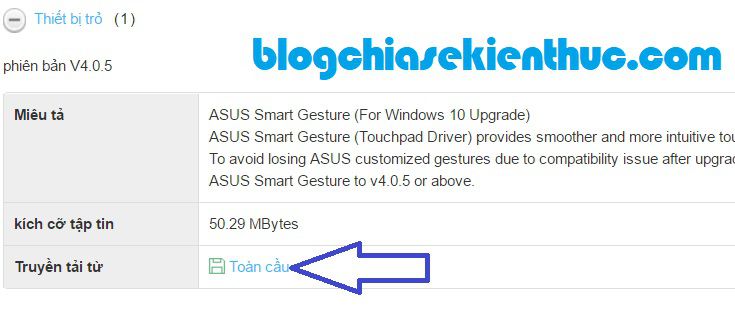 Thiết bị trỏ (1)
blogchiasekienthuc.com
phiên bản V4.0.5
Miêu tả
ASUS Smart Gesture (For Windows 10 Upgrade)
ASUS Smart Gesture (Touchpad Driver) provides smoother and more intuitive tou
To avoid losing ASUS customized gestures due to compatibility issue after upgra
ASUS Smart Gesture to v4.0.5 or above.
kích cỡ tập tin
50.29 MBytes
Truyền tải từ
Toàn cầu